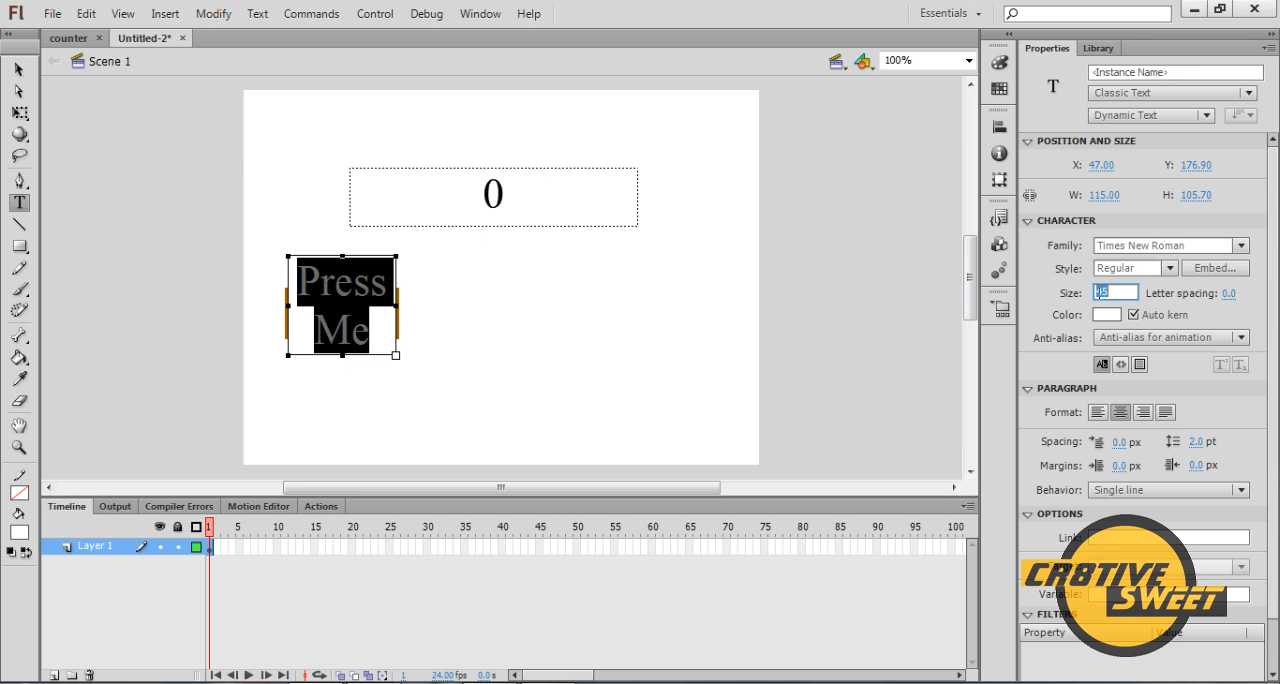 Fl File Edit View Insert Modify Text Commands Control Debug Window Help Essentials
counter × Untitled-2* ×
Scene 1 100%
0
Press
Me
Properties Library
T <Instance Name>
Classic Text
Dynamic Text
POSITION AND SIZE
X: 47.00 Y: 176.90
W: 115.00 H: 105.70
CHARACTER
Family: Times New Roman
Style: Regular Embed...
Size: Letter spacing: 0.0
Color: Auto kern
Anti-alias: Anti-alias for animation
PARAGRAPH
Format:
Spacing: 0.0 px 2.0 pt
Margins: 0.0 px 0.0 px
Behavior: Single line
OPTIONS
Link:
Variable:
FILTERS
Property Value
CR8TIVE
SWEET
Timeline Output Compiler Errors Motion Editor Actions
1 5 10 15 20 25 30 35 40 45 50 55 60 65 70 75 80 85 90 95 100
Layer 1
1 24.00 fps 0.0 s